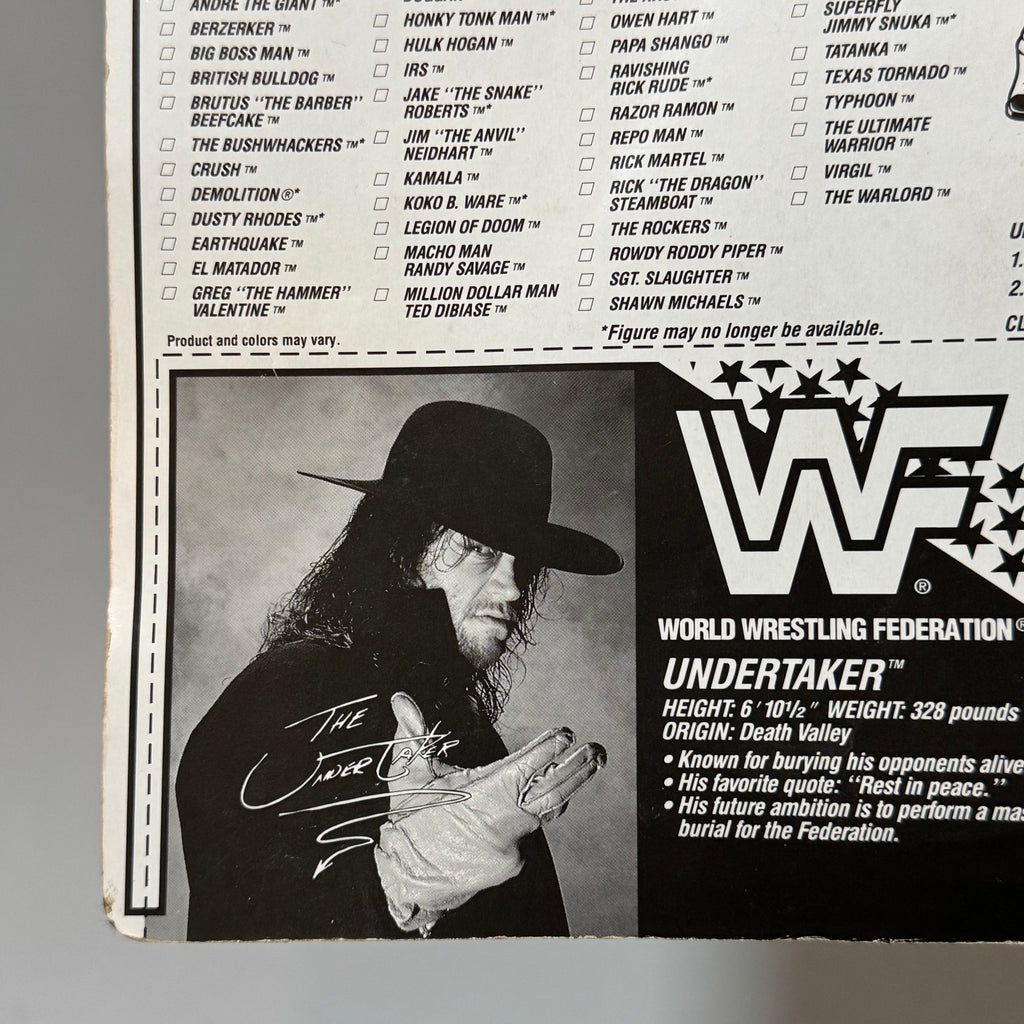 ANDRE THE GIANT™*
BERZERKER™
BIG BOSS MAN™
BRITISH BULLDOG™
BRUTUS "THE BARBER"
BEEFCAKE™
THE BUSHWHACKERS™*
CRUSH™
DEMOLITION®*
DUSTY RHODES™*
EARTHQUAKE™
EL MATADOR™
GREG "THE HAMMER"
VALENTINE™
HONKY TONK MAN™*
HULK HOGAN™
IRS™
JAKE "THE SNAKE"
ROBERTS™*
JIM "THE ANVIL"
NEIDHART™
KAMALA™
KOKO B. WARE™*
LEGION OF DOOM™
MACHO MAN
RANDY SAVAGE™
MILLION DOLLAR MAN
TED DIBIASE™
OWEN HART™
PAPA SHANGO™
RAVISHING
RICK RUDE™*
RAZOR RAMON™
REPO MAN™
RICK MARTEL™
RICK "THE DRAGON"
STEAMBOAT™
THE ROCKERS™
ROWDY RODDY PIPER™
SGT. SLAUGHTER™
SHAWN MICHAELS™
SUPERFLY
JIMMY SNUKA™*
TATANKA™
TEXAS TORNADO™
TYPHOON™
THE ULTIMATE
WARRIOR™
VIRGIL™
THE WARLORD™
1.
2.
Product and colors may vary.
*Figure may no longer be available.
THE
UNDERTAKER
WF®
WORLD WRESTLING FEDERATION®
UNDERTAKER™
HEIGHT: 6' 10½" WEIGHT: 328 pounds
ORIGIN: Death Valley
• Known for burying his opponents alive
• His favorite quote: "Rest in peace."
• His future ambition is to perform a
burial for the Federation.